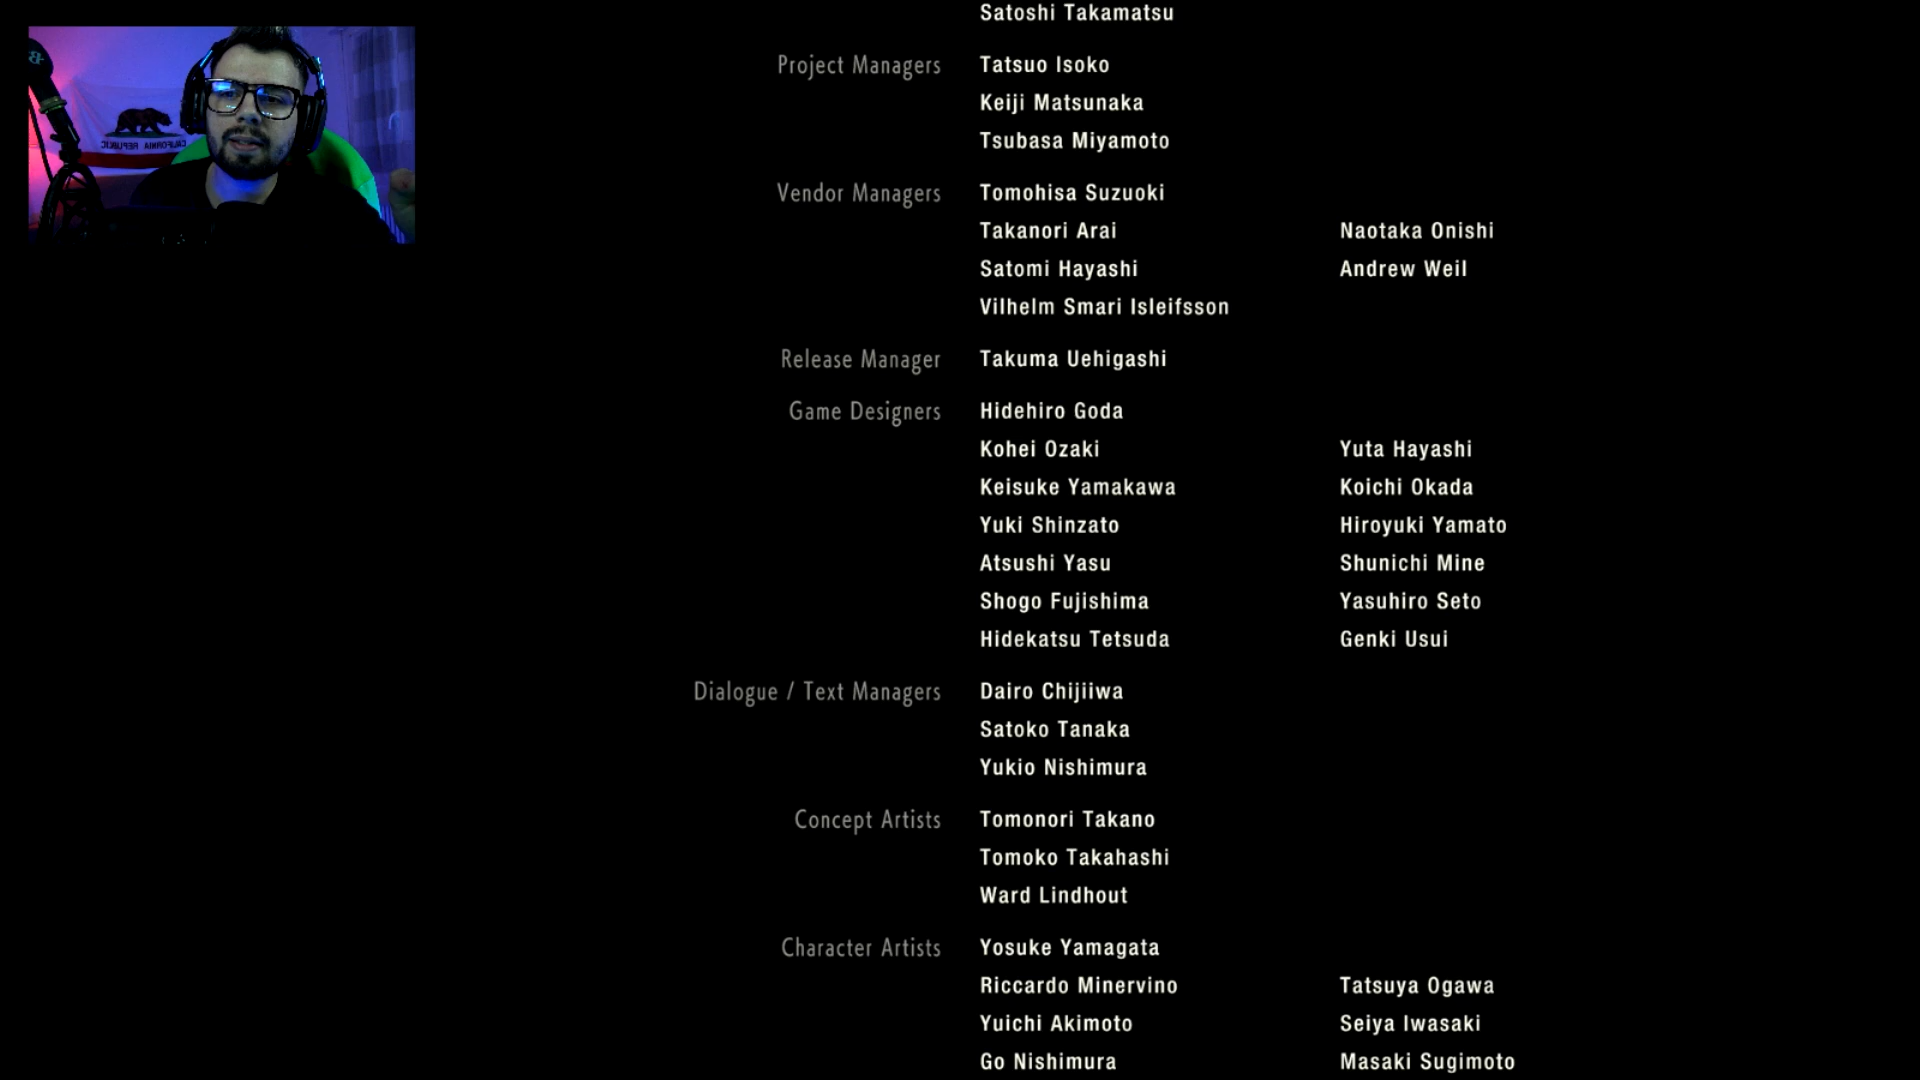 Satoshi Takamatsu
Project Managers Tatsuo Isoko
Keiji Matsunaka
Tsubasa Miyamoto
Vendor Managers Tomohisa Suzuoki
Takanori Arai Naotaka Onishi
Satomi Hayashi Andrew Weil
Vilhelm Smari Isleifsson
Release Manager Takuma Uehigashi
Game Designers Hidehiro Goda
Kohei Ozaki Yuta Hayashi
Keisuke Yamakawa Koichi Okada
Yuki Shinzato Hiroyuki Yamato
Atsushi Yasu Shunichi Mine
Shogo Fujishima Yasuhiro Seto
Hidekatsu Tetsuda Genki Usui
Dialogue / Text Managers Dairo Chijiiwa
Satoko Tanaka
Yukio Nishimura
Concept Artists Tomonori Takano
Tomoko Takahashi
Ward Lindhout
Character Artists Yosuke Yamagata
Riccardo Minervino Tatsuya Ogawa
Yuichi Akimoto Seiya Iwasaki
Go Nishimura Masaki Sugimoto
CALIFORNIA REPUBLIC